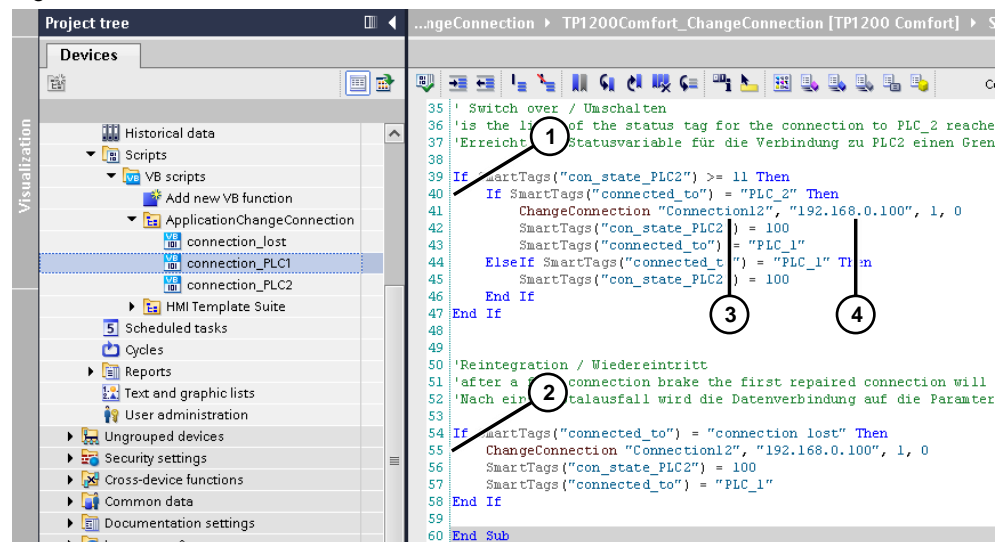 Project tree
Devices
Visualization
Historical data
Scripts
VB scripts
Add new VB function
ApplicationChangeConnection
connection_lost
connection_PLC1
connection_PLC2
HMI Template Suite
Scheduled tasks
Cycles
Reports
Text and graphic lists
User administration
Ungrouped devices
Security settings
Cross-device functions
Common data
Documentation settings
...ngeConnection TP1200Comfort_ChangeConnection [TP1200 Comfort] S
35 ' Switch over / Umschalten
36 'is the of the status tag for the connection to PLC_2 reache
37 'Erreicht Statusvariable für die Verbindung zu PLC2 einen Gren
38
39 If SmartTags("con_state_PLC2") >= 11 Then
40 If SmartTags("connected_to") = "PLC_2" Then
41 ChangeConnection "Connection12", "192.168.0.100", 1, 0
42 SmartTags("con_state_PLC2") = 100
43 SmartTags("connected_to") = "PLC_1"
44 ElseIf SmartTags("connected_to") = "PLC_1" Then
45 SmartTags("con_state_PLC2") = 100
46 End If
47 End If
48
49
50 'Reintegration / Wiedereintritt
51 'after a connection brake the first repaired connection will
52 'Nach wird die Datenverbindung auf die Paramter
53
54 If SmartTags("connected_to") = "connection lost" Then
55 ChangeConnection "Connection12", "192.168.0.100", 1, 0
56 SmartTags("con_state_PLC2") = 100
57 SmartTags("connected_to") = "PLC_1"
58 End If
59
60 End Sub
1
2
3
4